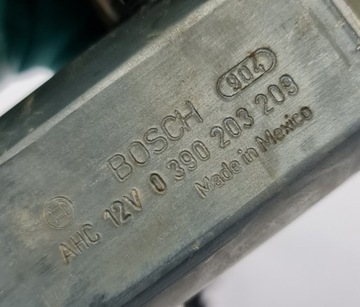 904
BOSCH
AHC 12V 0 390 203 209
Made in Mexico